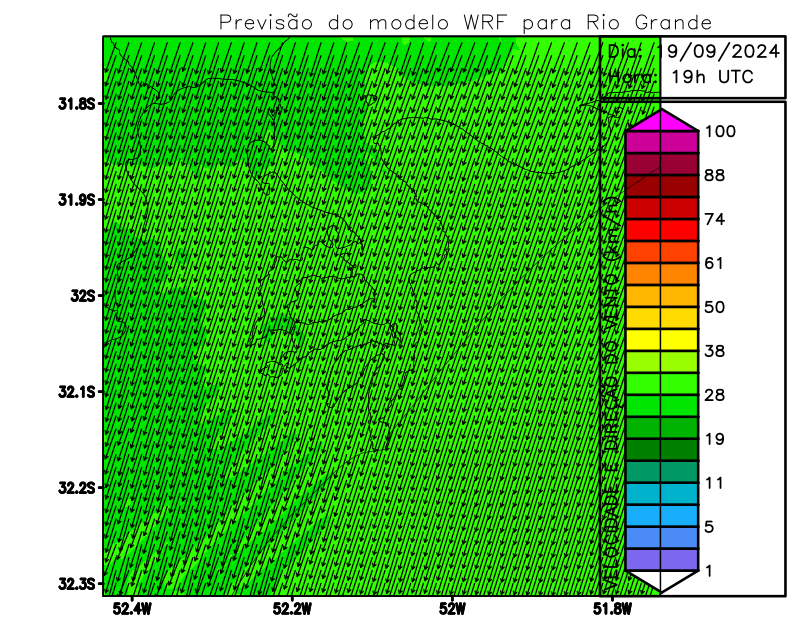 Previsão do modelo WRF para Rio Grande
Dia: 19/09/2024
Hora: 19h UTC
31.8S
31.9S
32S
32.1S
32.2S
32.3S
52.4W
52.2W
52W
51.8W
VELOCIDADE E DIREÇÃO DO VENTO (km/h)
100
88
74
61
50
38
28
19
11
5
1